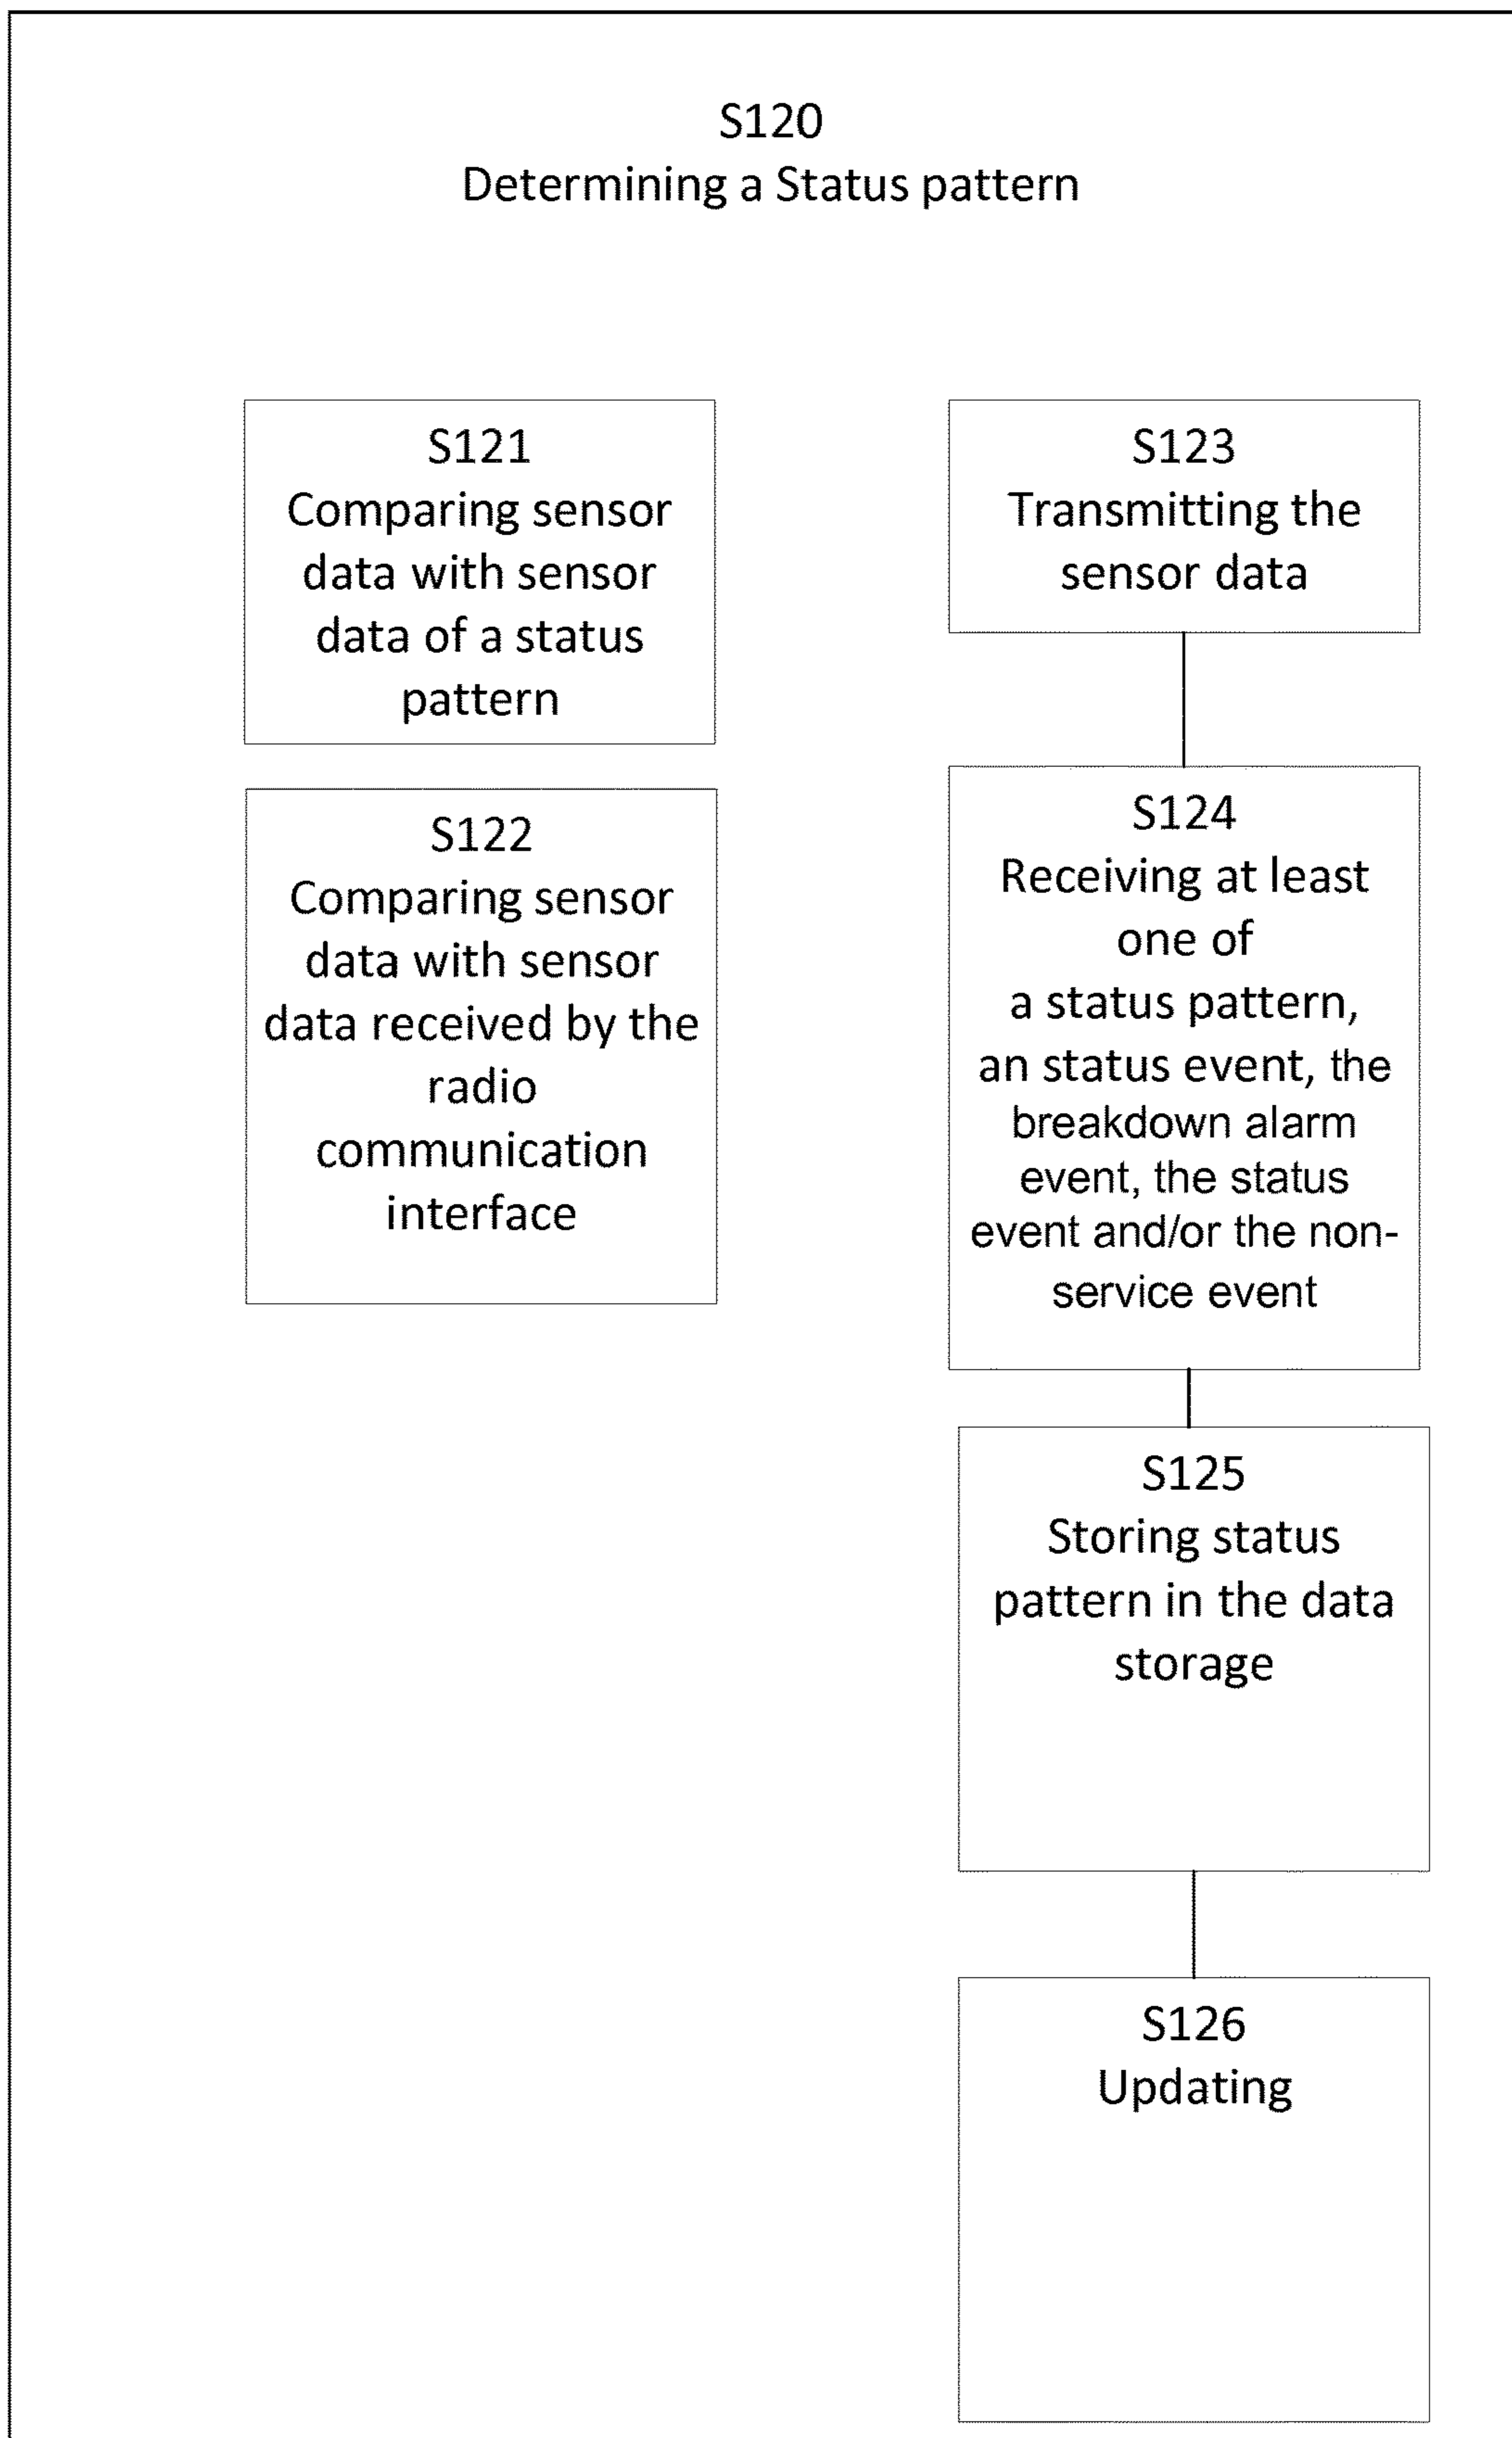 S120
Determining a Status pattern
S121
Comparing sensor
data with sensor
data of a status
pattern
S122
Comparing sensor
data with sensor
data received by the
radio
communication
interface
S123
Transmitting the
sensor data
S124
Receiving at least
one of
a status pattern,
an status event, the
breakdown alarm
event, the status
event and/or the non-
service event
S125
Storing status
pattern in the data
storage
S126
Updating